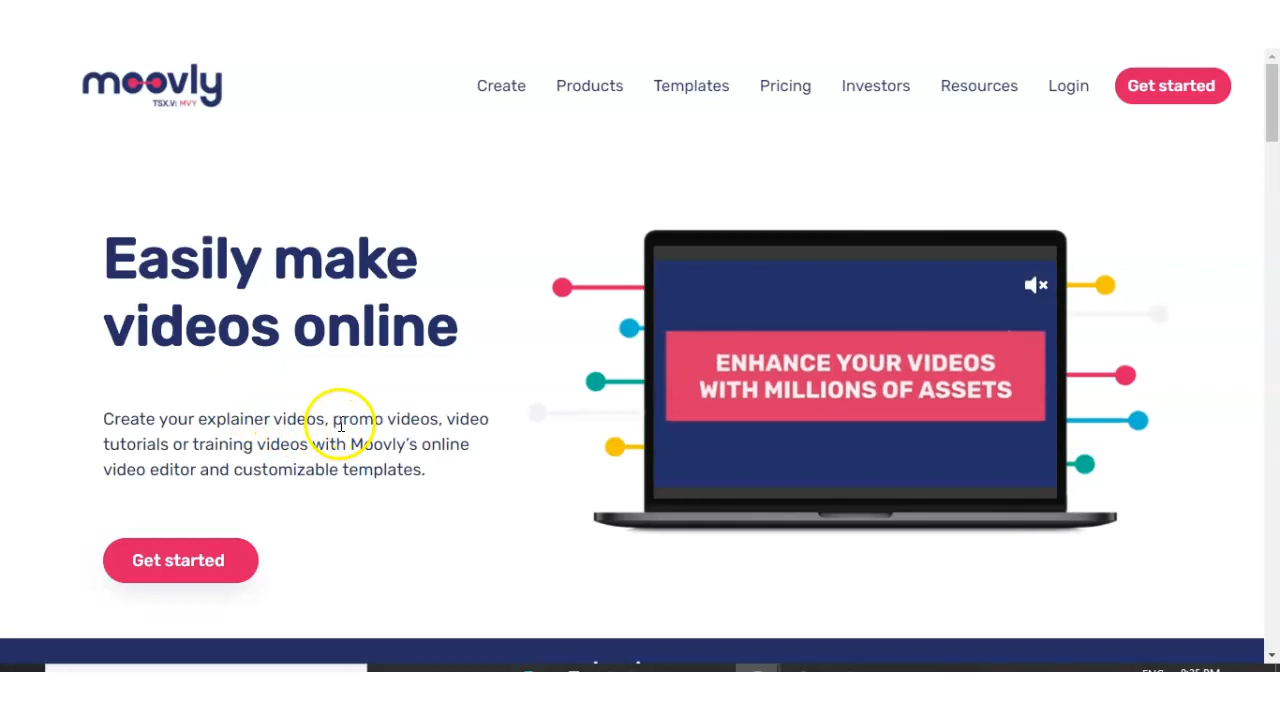 moovly
TSX.V: MVY
Create Products Templates Pricing Investors Resources Login Get started
Easily make
videos online
Create your explainer videos, promo videos, video
tutorials or training videos with Moovly's online
video editor and customizable templates.
Get started
ENHANCE YOUR VIDEOS
WITH MILLIONS OF ASSETS